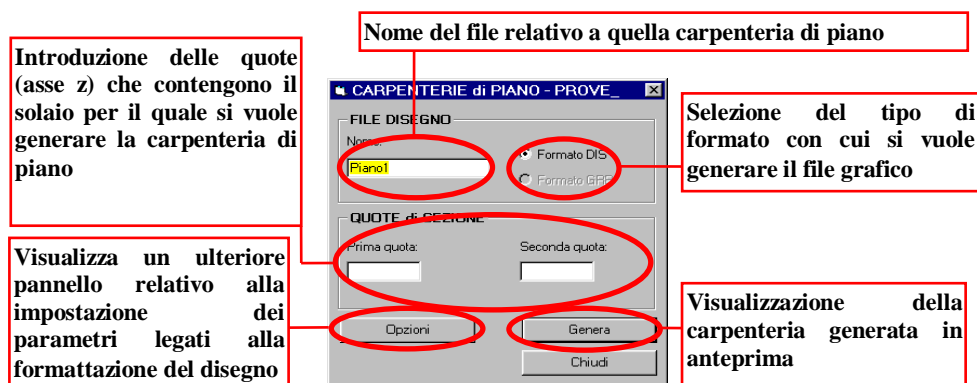 Nome del file relativo a quella carpenteria di piano
Introduzione delle quote
(asse z) che contengono il
solaio per il quale si vuole
generare la carpenteria di
piano
CARPENTERIE di PIANO - PROVE_
FILE DISEGNO
Nome:
Piano1
Formato DIS
Formato GRF
Selezione del tipo di
formato con cui si vuole
generare il file grafico
QUOTE di SEZIONE
Prima quota:
Seconda quota:
Visualizza un ulteriore
pannello relativo alla
impostazione dei
parametri legati alla
formattazione del disegno
Opzioni
Genera
Chiudi
Visualizzazione della
carpenteria generata in
anteprima